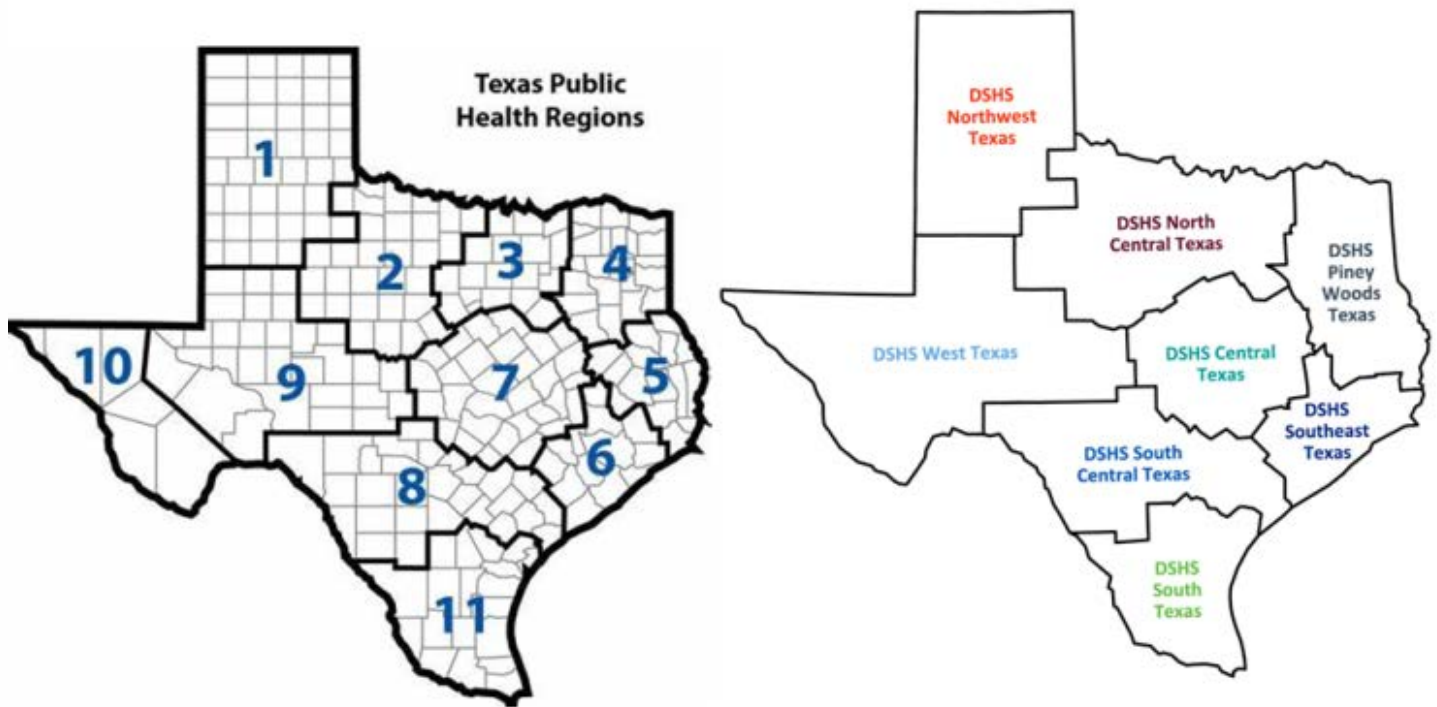 Texas Public
Health Regions
1
2
3
4
5
6
7
8
9
10
11
DSHS
Northwest
Texas
DSHS North
Central Texas
DSHS
Piney
Woods
Texas
DSHS West Texas
DSHS Central
Texas
DSHS
Southeast
Texas
DSHS South
Central Texas
DSHS
South
Texas